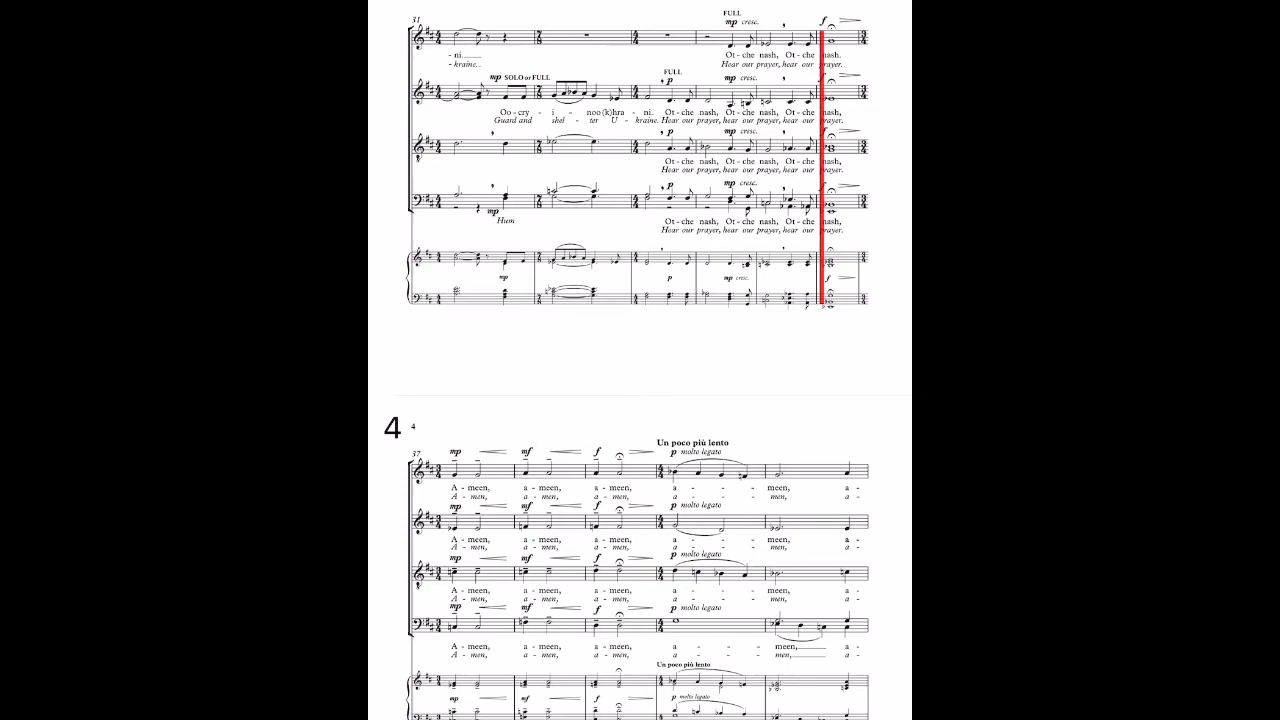 31
FULL
mp cresc.
f
- ni.
Ot - che nash, Ot - che nash.
- kraine.
Hear our prayer, hear our prayer.
mp SOLO or FULL
FULL
p
mp cresc.
Oo - cry - i - noo (k)hra - ni. Ot - che nash, Ot - che nash, Ot - che nash,
Guard and shel - ter U - kraine. Hear our prayer, hear our prayer, hear our prayer.
p
mp cresc.
Ot - che nash, Ot - che nash, Ot - che nash,
Hear our prayer, hear our prayer, hear our prayer.
p
mp cresc.
f
mp
Hum
Ot - che nash, Ot - che nash, Ot - che nash,
Hear our prayer, hear our prayer, hear our prayer.
mp
p
mp cresc.
f
4
4
37
Un poco più lento
mp mf f p molto legato
A - meen, a - meen, a - meen, a - - - meen, a -
A - men, a - men, a - men, a - - - men, a -
mp mf f p molto legato
A - meen, a - meen, a - meen, a - - - meen, a -
A - men, a - men, a - men, a - - - men, a -
mp mf f p molto legato
A - meen, a - meen, a - meen, a - - - meen, a -
A - men, a - men, a - men, a - - - men, a -
mp mf f p molto legato
A - meen, a - meen, a - meen, a - - - meen, a -
A - men, a - men, a - men, a - - - men, a -
Un poco più lento
mp mf f p molto legato